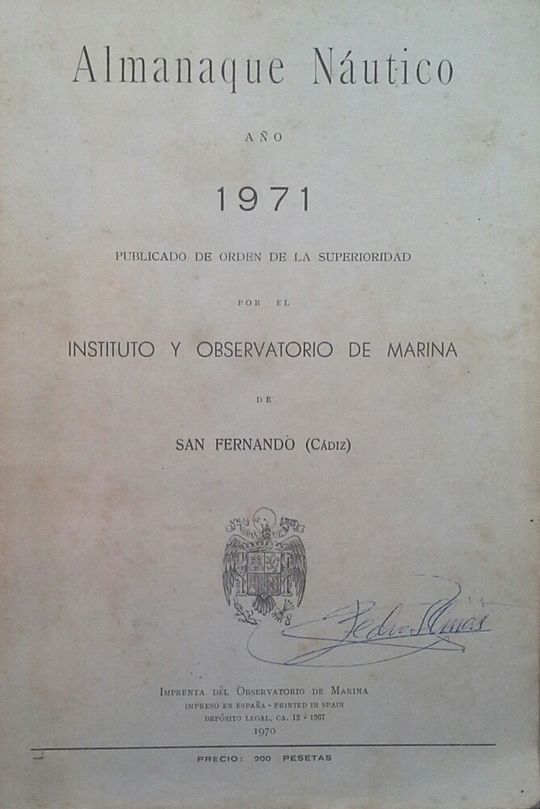 Almanaque Náutico
AÑO
1971
PUBLICADO DE ORDEN DE LA SUPERIORIDAD
POR EL
INSTITUTO Y OBSERVATORIO DE MARINA
DE
SAN FERNANDO (CÁDIZ)
Pedro
IMPRENTA DEL OBSERVATORIO DE MARINA
IMPRESO EN ESPAÑA - PRINTED IN SPAIN
DEPÓSITO LEGAL, CA. 12 - 1967
1970
PRECIO: 200 PESETAS